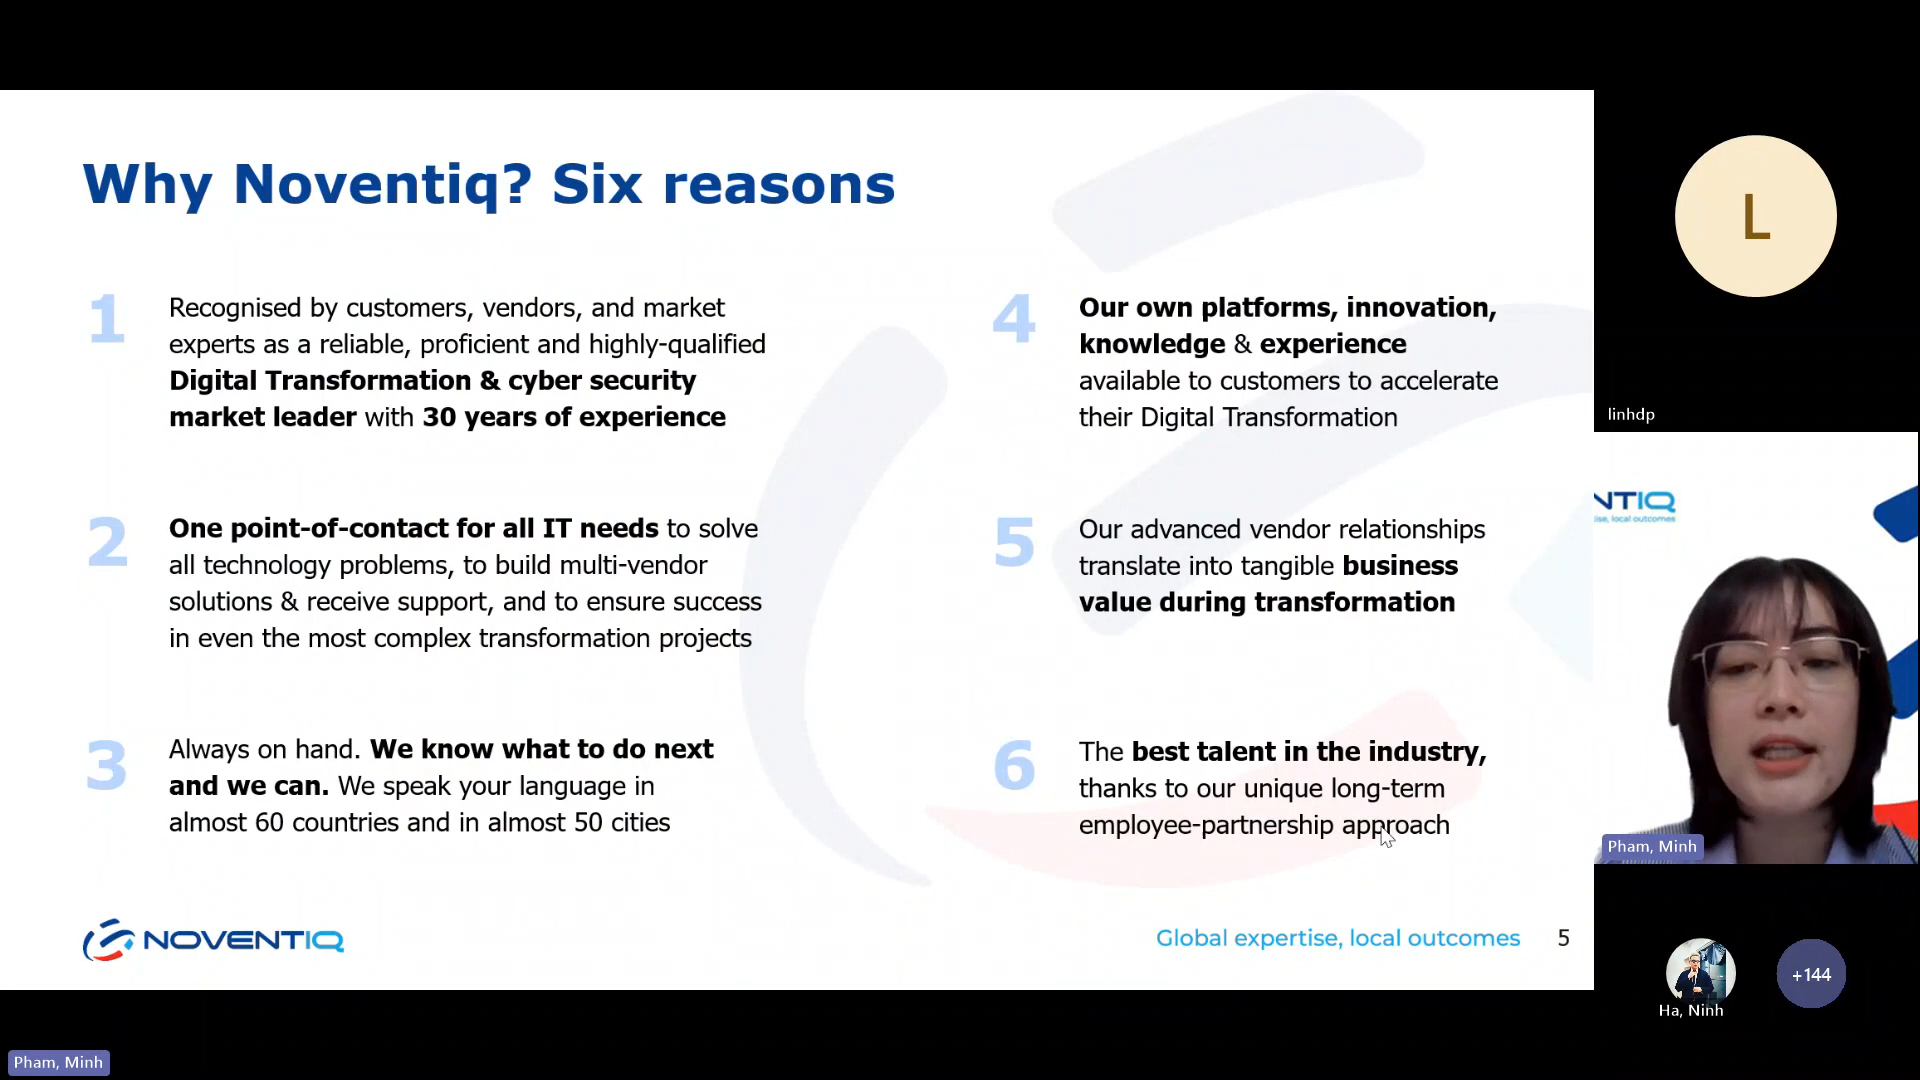 Why Noventiq? Six reasons
1
Recognised by customers, vendors, and market
experts as a reliable, proficient and highly-qualified
Digital Transformation & cyber security
market leader with 30 years of experience
2
One point-of-contact for all IT needs to solve
all technology problems, to build multi-vendor
solutions & receive support, and to ensure success
in even the most complex transformation projects
3
Always on hand. We know what to do next
and we can. We speak your language in
almost 60 countries and in almost 50 cities
4
Our own platforms, innovation,
knowledge & experience
available to customers to accelerate
their Digital Transformation
5
Our advanced vendor relationships
translate into tangible business
value during transformation
6
The best talent in the industry,
thanks to our unique long-term
employee-partnership approach
NOVENTIQ
Global expertise, local outcomes
5
L
linhdp
NTIQ
ise, local outcomes
Pham, Minh
Ha, Ninh
+144
Pham, Minh